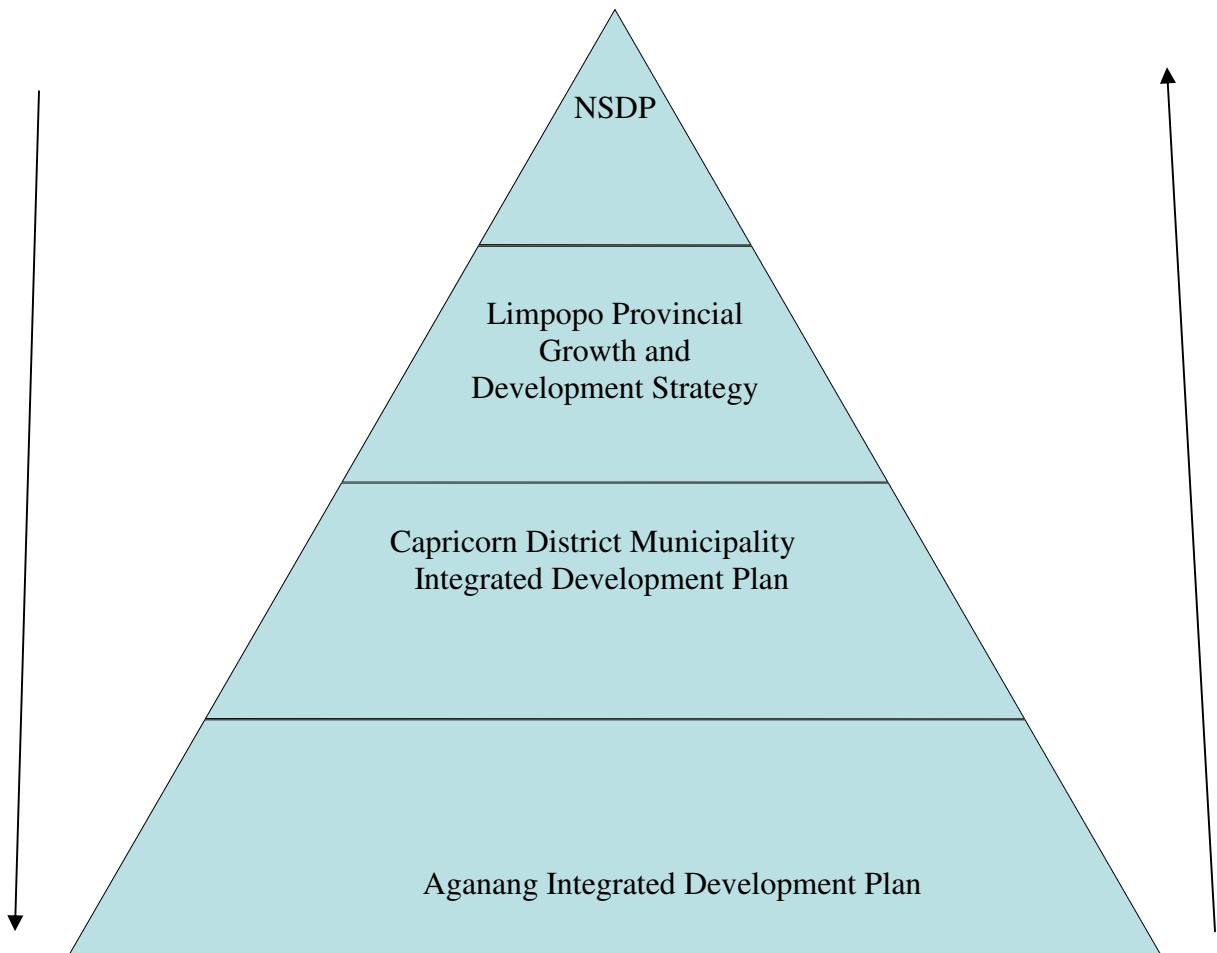 NSDP
Limpopo Provincial
Growth and
Development Strategy
Capricorn District Municipality
Integrated Development Plan
Aganang Integrated Development Plan